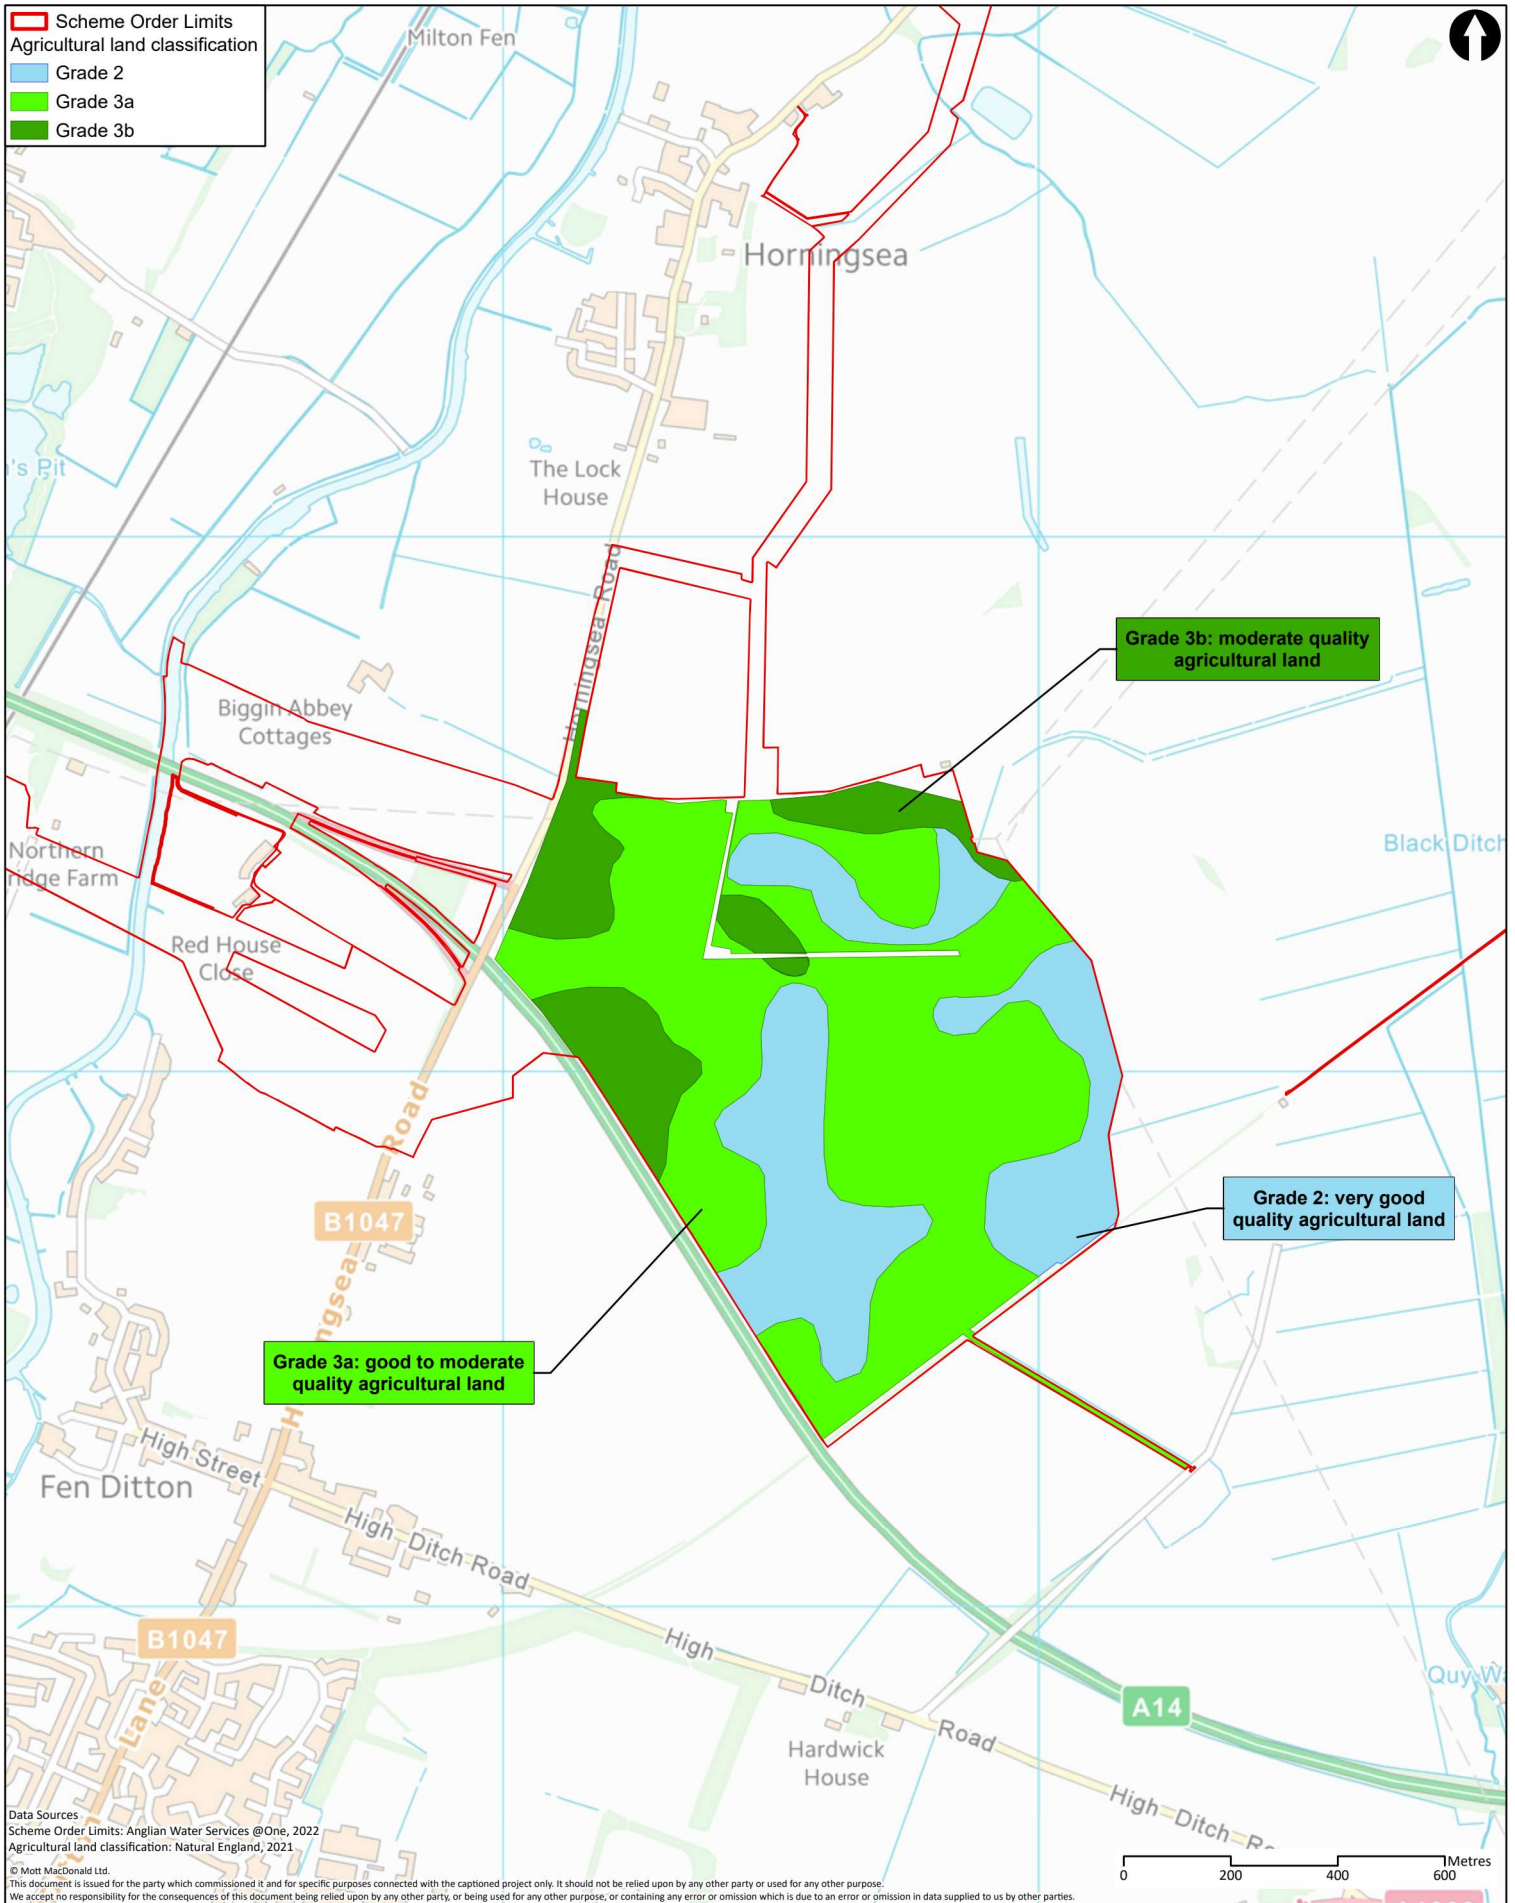 Scheme Order Limits
Agricultural land classification
Grade 2
Grade 3a
Grade 3b
Milton Fen
Horningsea
's Pit
The Lock
House
Horningsea Road
Grade 3b: moderate quality
agricultural land
Biggin Abbey
Cottages
Black Ditch
Northern
ridge Farm
Red House
Close
Road
B1047
Grade 2: very good
quality agricultural land
ngsea
H
Grade 3a: good to moderate
quality agricultural land
High Street
Fen Ditton
High Ditch Road
B1047
High
Ditch
Road
Quy Wa
A14
Lane
Hardwick
House
High Ditch Ro
Data Sources
Scheme Order Limits: Anglian Water Services @One, 2022
Agricultural land classification: Natural England, 2021
© Mott MacDonald Ltd.
This document is issued for the party which commissioned it and for specific purposes connected with the captioned project only. It should not be relied upon by any other party or used for any other purpose.
We accept no responsibility for the consequences of this document being relied upon by any other party, or being used for any other purpose, or containing any error or omission which is due to an error or omission in data supplied to us by other parties.
Metres
0 200 400 600